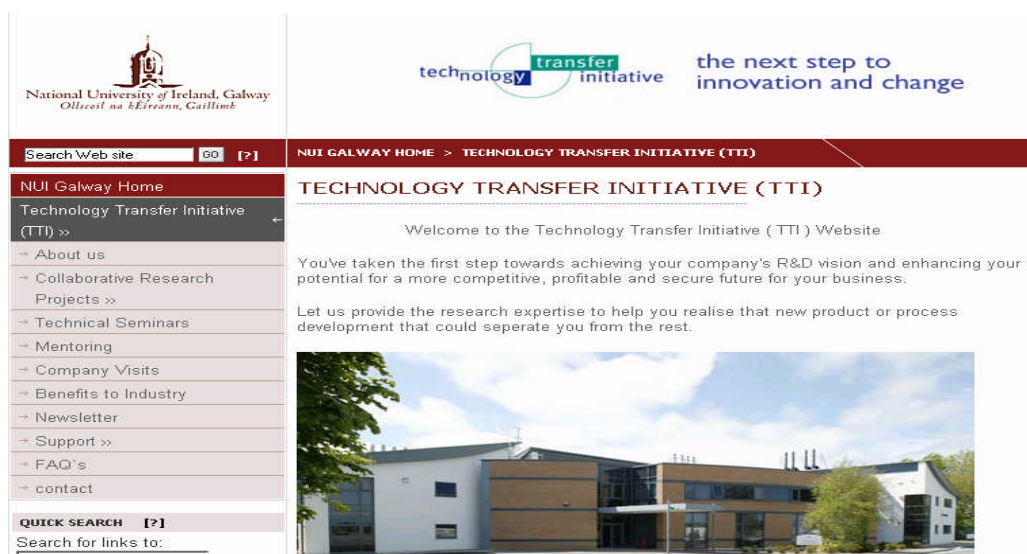 National University of Ireland, Galway
Ollscoil na hÉireann, Gaillimh
technology transfer initiative
the next step to
innovation and change
Search Web site GO [?]
NUI GALWAY HOME > TECHNOLOGY TRANSFER INITIATIVE (TTI)
NUI Galway Home
Technology Transfer Initiative
(TTI) »
About us
Collaborative Research
Projects »
Technical Seminars
Mentoring
Company Visits
Benefits to Industry
Newsletter
Support »
FAQ`s
contact
QUICK SEARCH [?]
Search for links to:
TECHNOLOGY TRANSFER INITIATIVE (TTI)
Welcome to the Technology Transfer Initiative ( TTI ) Website
You've taken the first step towards achieving your company's R&D vision and enhancing your
potential for a more competitive, profitable and secure future for your business.
Let us provide the research expertise to help you realise that new product or process
development that could seperate you from the rest.